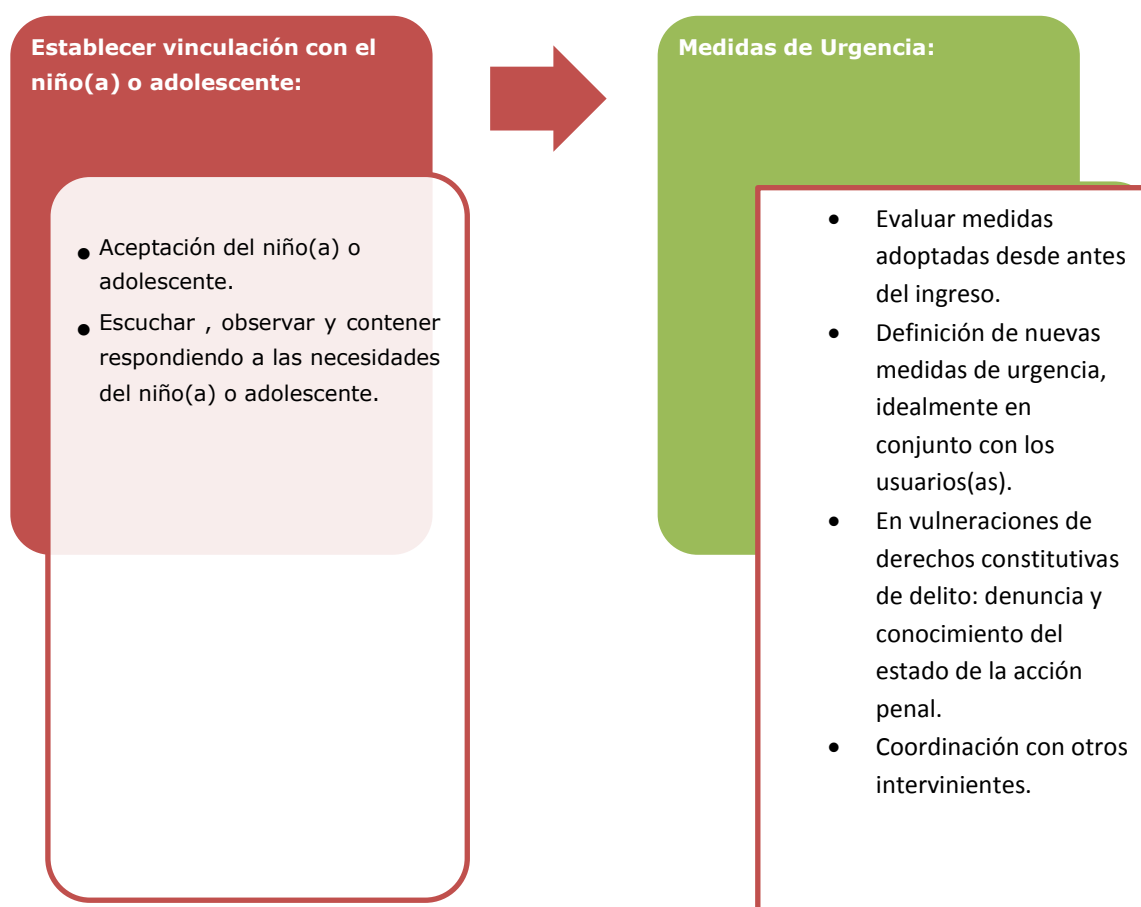 Establecer vinculación con el
niño(a) o adolescente:
• Aceptación del niño(a) o
adolescente.
• Escuchar , observar y contener
respondiendo a las necesidades
del niño(a) o adolescente.
Medidas de Urgencia:
• Evaluar medidas
adoptadas desde antes
del ingreso.
• Definición de nuevas
medidas de urgencia,
idealmente en
conjunto con los
usuarios(as).
• En vulneraciones de
derechos constitutivas
de delito: denuncia y
conocimiento del
estado de la acción
penal.
• Coordinación con otros
intervinientes.